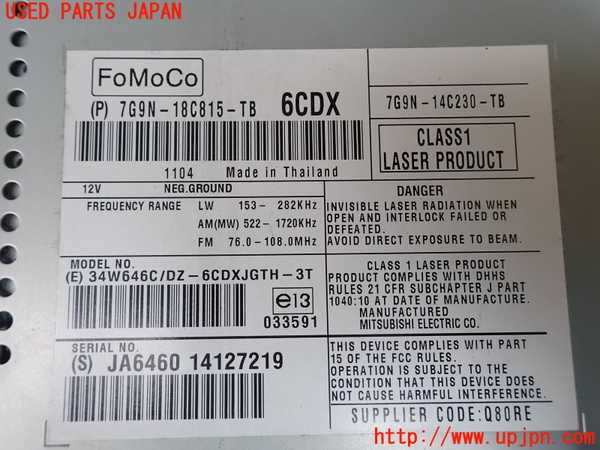 USED PARTS JAPAN
FoMoCo
(P) 7G9N-18C815-TB 6CDX
7G9N-14C230-TB
CLASS1
LASER PRODUCT
1104 Made in Thailand
12V NEG.GROUND
FREQUENCY RANGE LW 153-282KHz
AM(MW) 522-1720KHz
FM 76.0-108.0MHz
DANGER
INVISIBLE LASER RADIATION WHEN
OPEN AND INTERLOCK FAILED OR
DEFEATED.
AVOID DIRECT EXPOSURE TO BEAM.
MODEL NO.
(E) 34W646C/DZ-6CDXJGTH-3T
e13
033591
CLASS 1 LASER PRODUCT
PRODUCT COMPLIES WITH DHHS
RULES 21 CFR SUBCHAPTER J PART
1040:10 AT DATE OF MANUFACTURE.
MANUFACTURED
MITSUBISHI ELECTRIC CO.
SERIAL NO.
(S) JA6460 14127219
THIS DEVICE COMPLIES WITH PART
15 OF THE FCC RULES.
OPERATION IS SUBJECT TO THE
CONDITION THAT THIS DEVICE DOES
NOT CAUSE HARMFUL INTERFERENCE.
SUPPLIER CODE:Q80RE
http://www.upjpn.com/